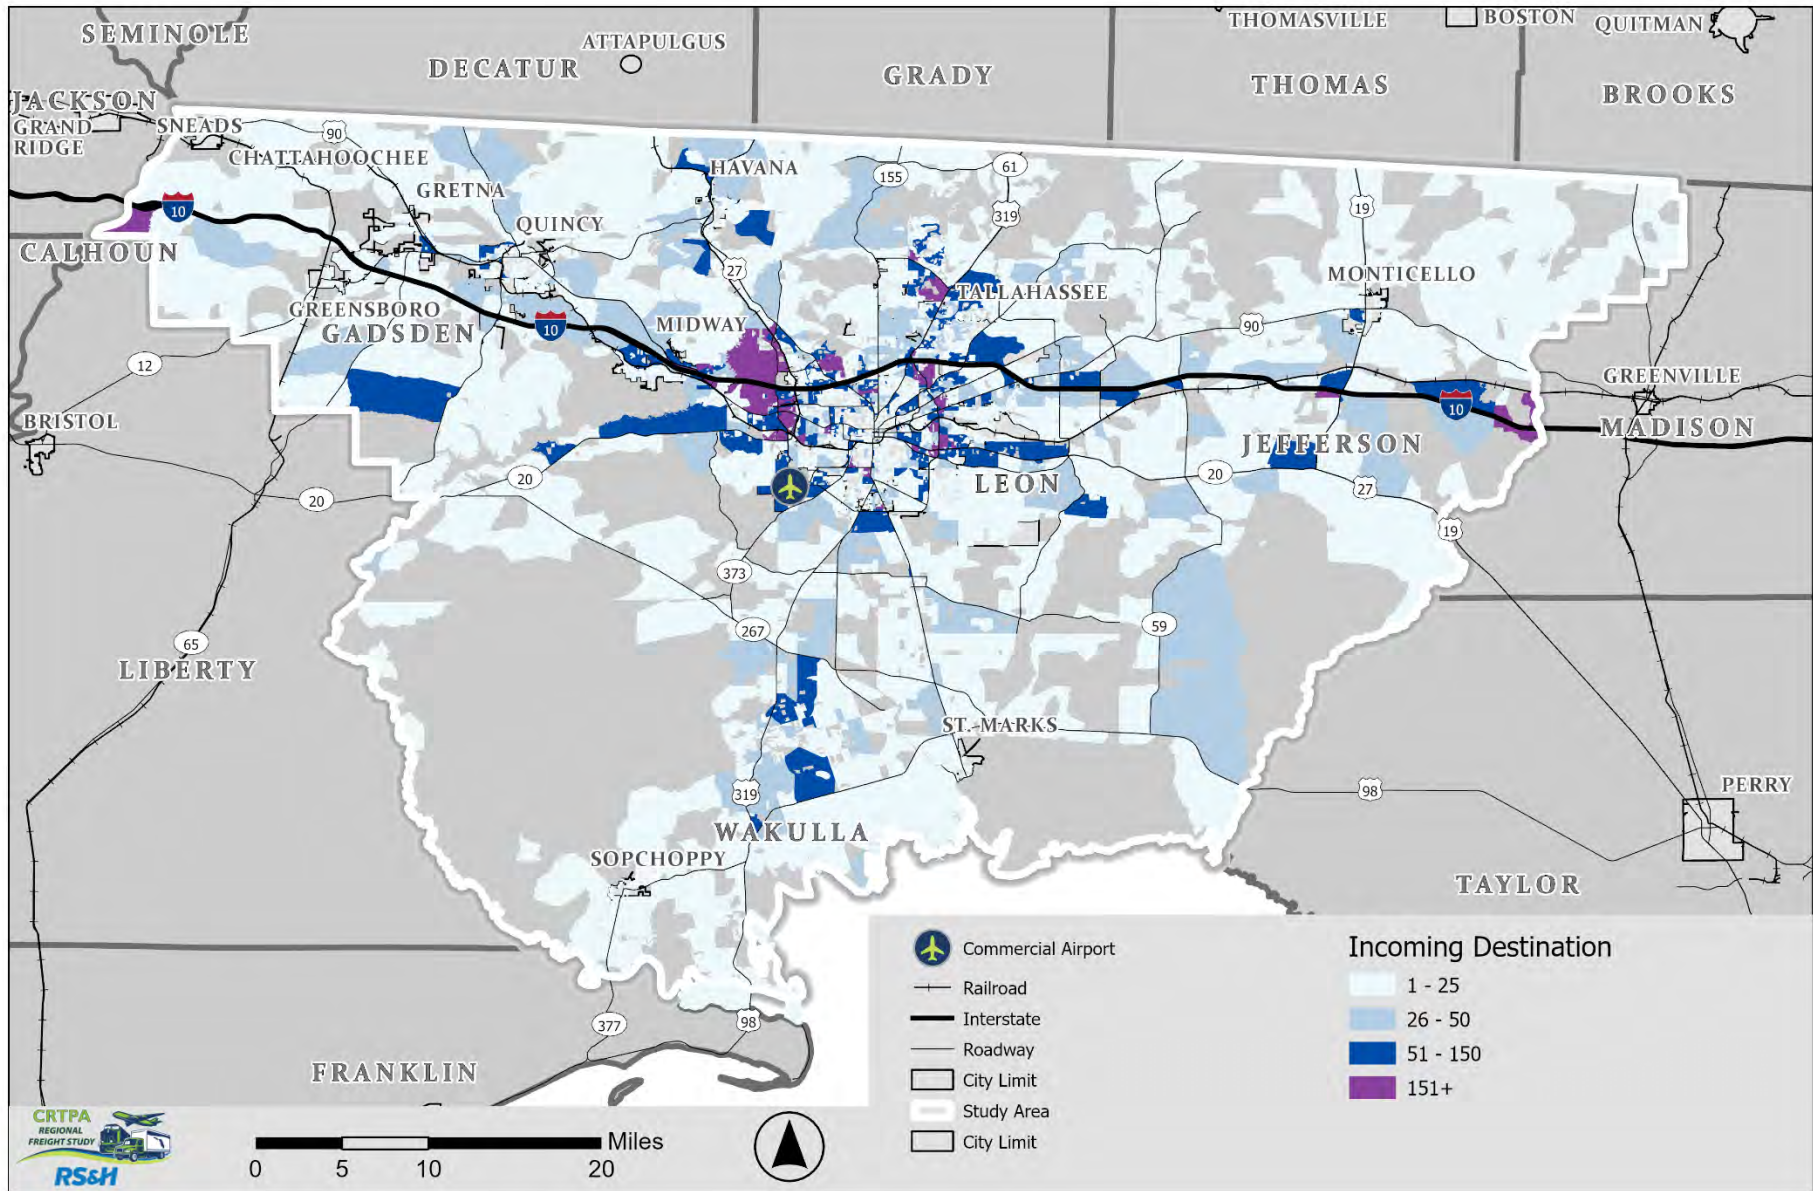 SEMINOLE
ATTAPULGUS
THOMASVILLE
BOSTON
QUITMAN
DECATUR
GRADY
THOMAS
BROOKS
JACKSON
GRAND
RIDGE
SNEADS
90
CHATTAHOOCHEE
GRETNA
HAVANA
155
61
10
QUINCY
319
19
CALHOUN
27
MONTICELLO
TALLAHASSEE
GREENSBORO
GADSDEN
10
MIDWAY
90
12
GREENVILLE
10
BRISTOL
MADISON
JEFFERSON
20
20
LEON
20
27
19
373
267
59
65
LIBERTY
ST. MARKS
319
98
PERRY
WAKULLA
SOPCHOPPY
TAYLOR
377
98
FRANKLIN
Commercial Airport
Railroad
Interstate
Roadway
City Limit
Study Area
City Limit
Incoming Destination
1 - 25
26 - 50
51 - 150
151+
CRTPA
REGIONAL
FREIGHT STUDY
RS&H
Miles
0 5 10 20